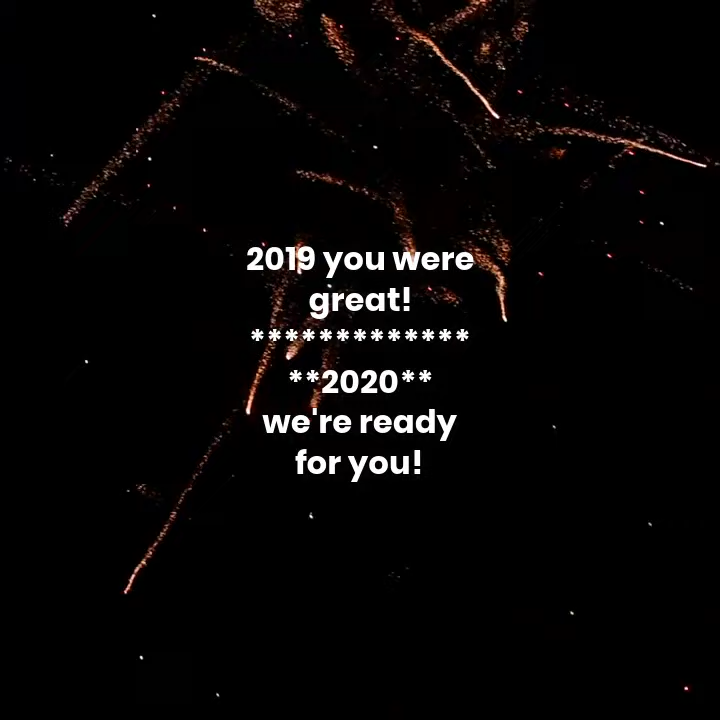 2019 you were
great!
*************
**2020**
we're ready
for you!